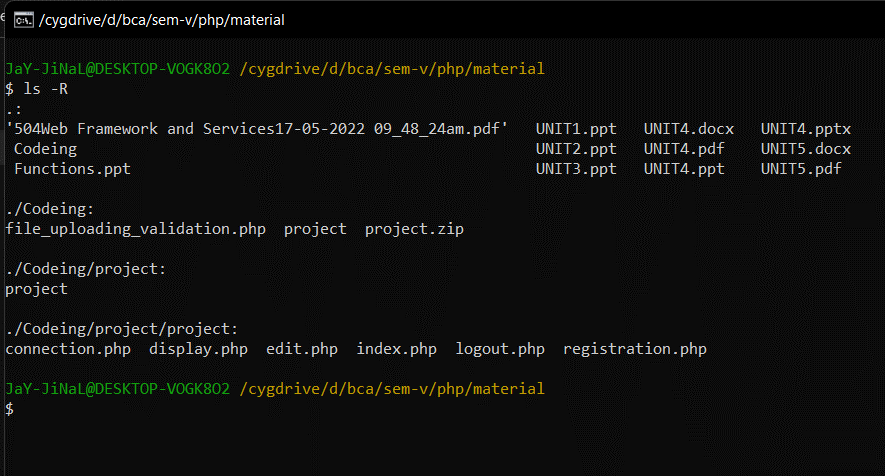 /cygdrive/d/bca/sem-v/php/material
JaY-JiNaL@DESKTOP-VOGK8O2 /cygdrive/d/bca/sem-v/php/material
$ ls -R
.:
'504Web Framework and Services17-05-2022 09_48_24am.pdf'   UNIT1.ppt   UNIT4.docx   UNIT4.pptx
 Codeing                                                   UNIT2.ppt   UNIT4.pdf    UNIT5.docx
 Functions.ppt                                             UNIT3.ppt   UNIT4.ppt    UNIT5.pdf
./Codeing:
file_uploading_validation.php  project  project.zip
./Codeing/project:
project
./Codeing/project/project:
connection.php  display.php  edit.php  index.php  logout.php  registration.php
JaY-JiNaL@DESKTOP-VOGK8O2 /cygdrive/d/bca/sem-v/php/material
$